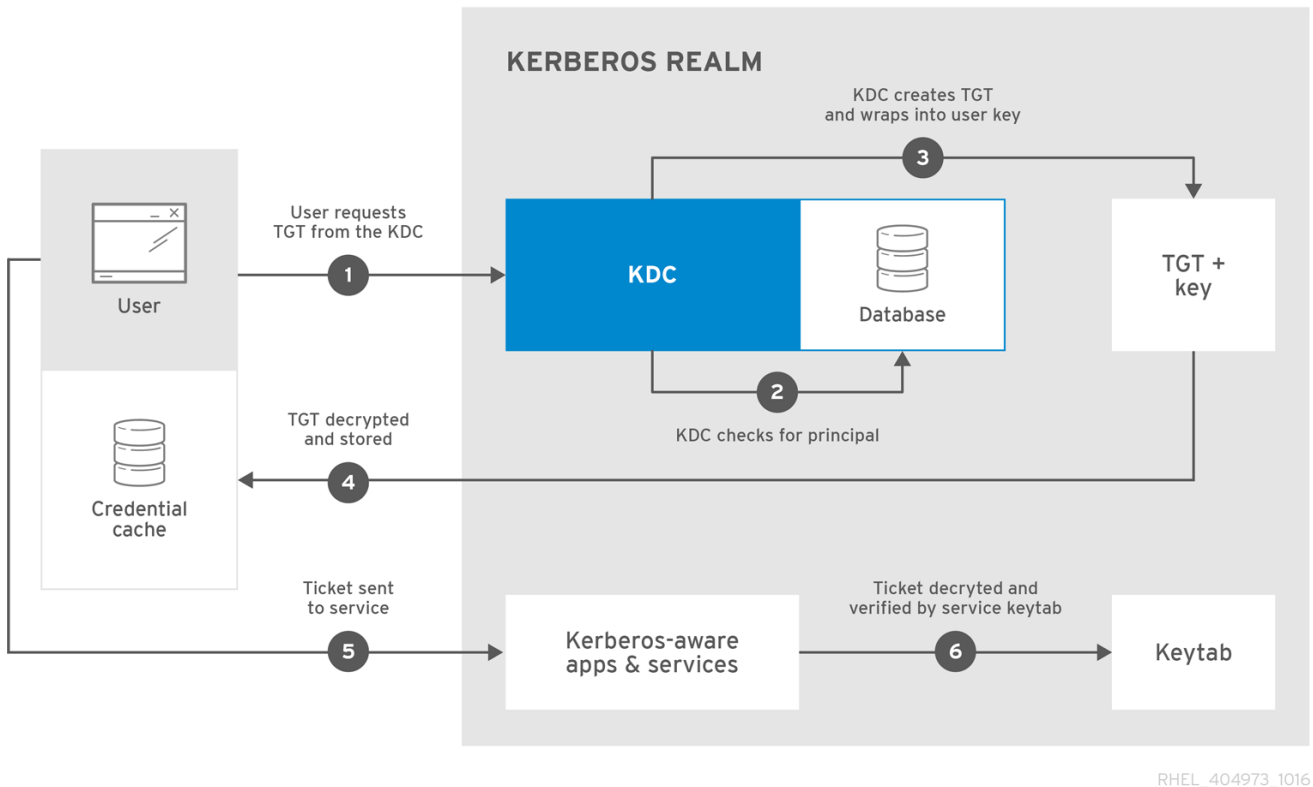 KERBEROS REALM
KDC creates TGT
and wraps into user key
3
User requests
TGT from the KDC
1
User
KDC
Database
TGT +
key
2
KDC checks for principal
TGT decrypted
and stored
4
Credential
cache
Ticket sent
to service
5
Kerberos-aware
apps & services
Ticket decryted and
verified by service keytab
6
Keytab
RHEL_404973_1016